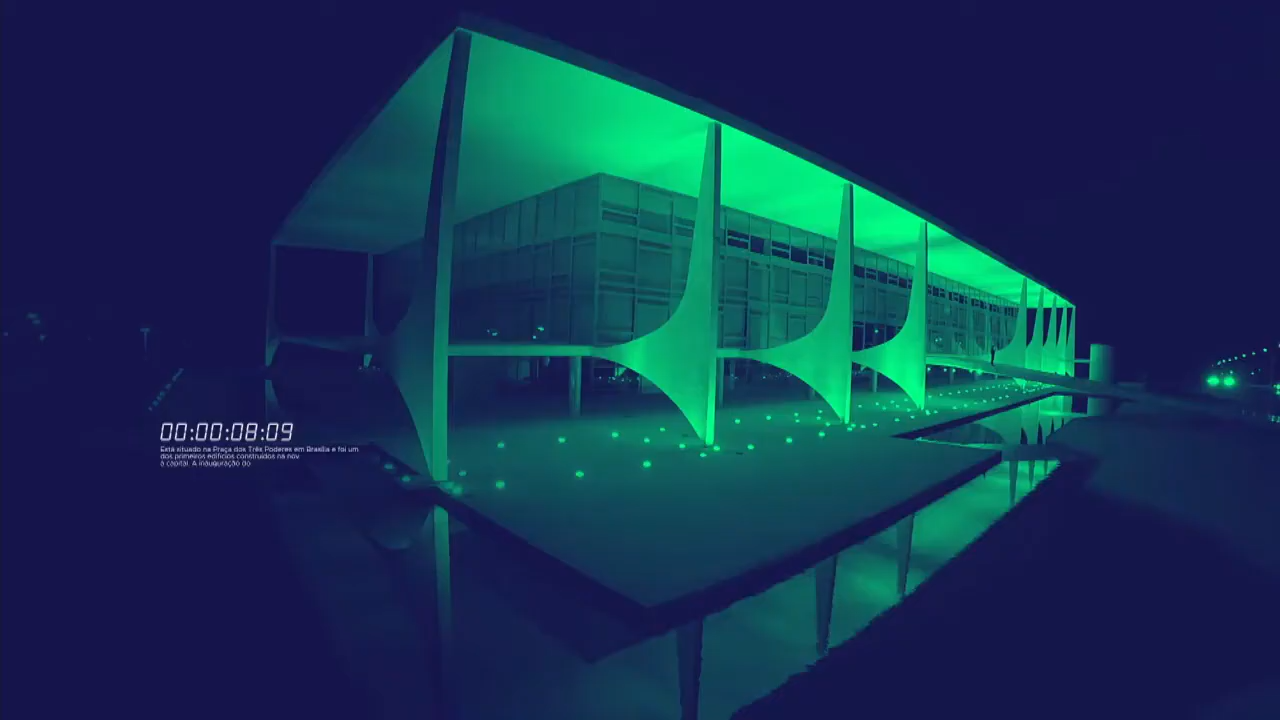 00:00:08:09
Está situado na Praça dos Três Poderes em Brasília e foi um
dos primeiros edifícios construídos na nov
a capital. A inauguração do